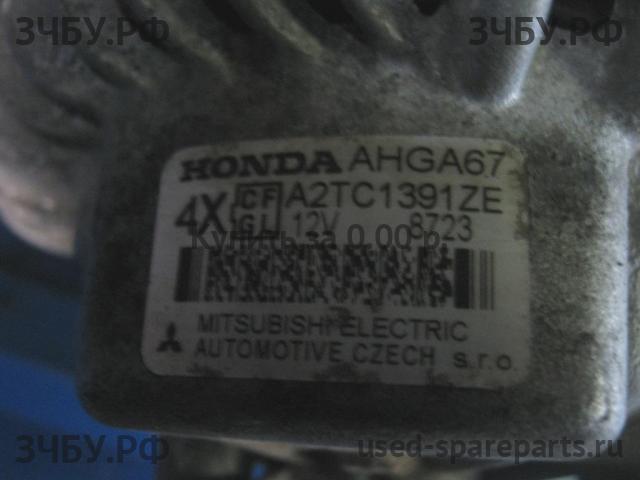 ЗЧБУ.РФ ЗЧБУ.РФ
HONDA AHGA67
4X CF A2TC1391ZE
GL 12V 8723
Купить за 0.00 р.
MITSUBISHI ELECTRIC
AUTOMOTIVE CZECH s.r.o.
ЗЧБУ.РФ used-spareparts.ru